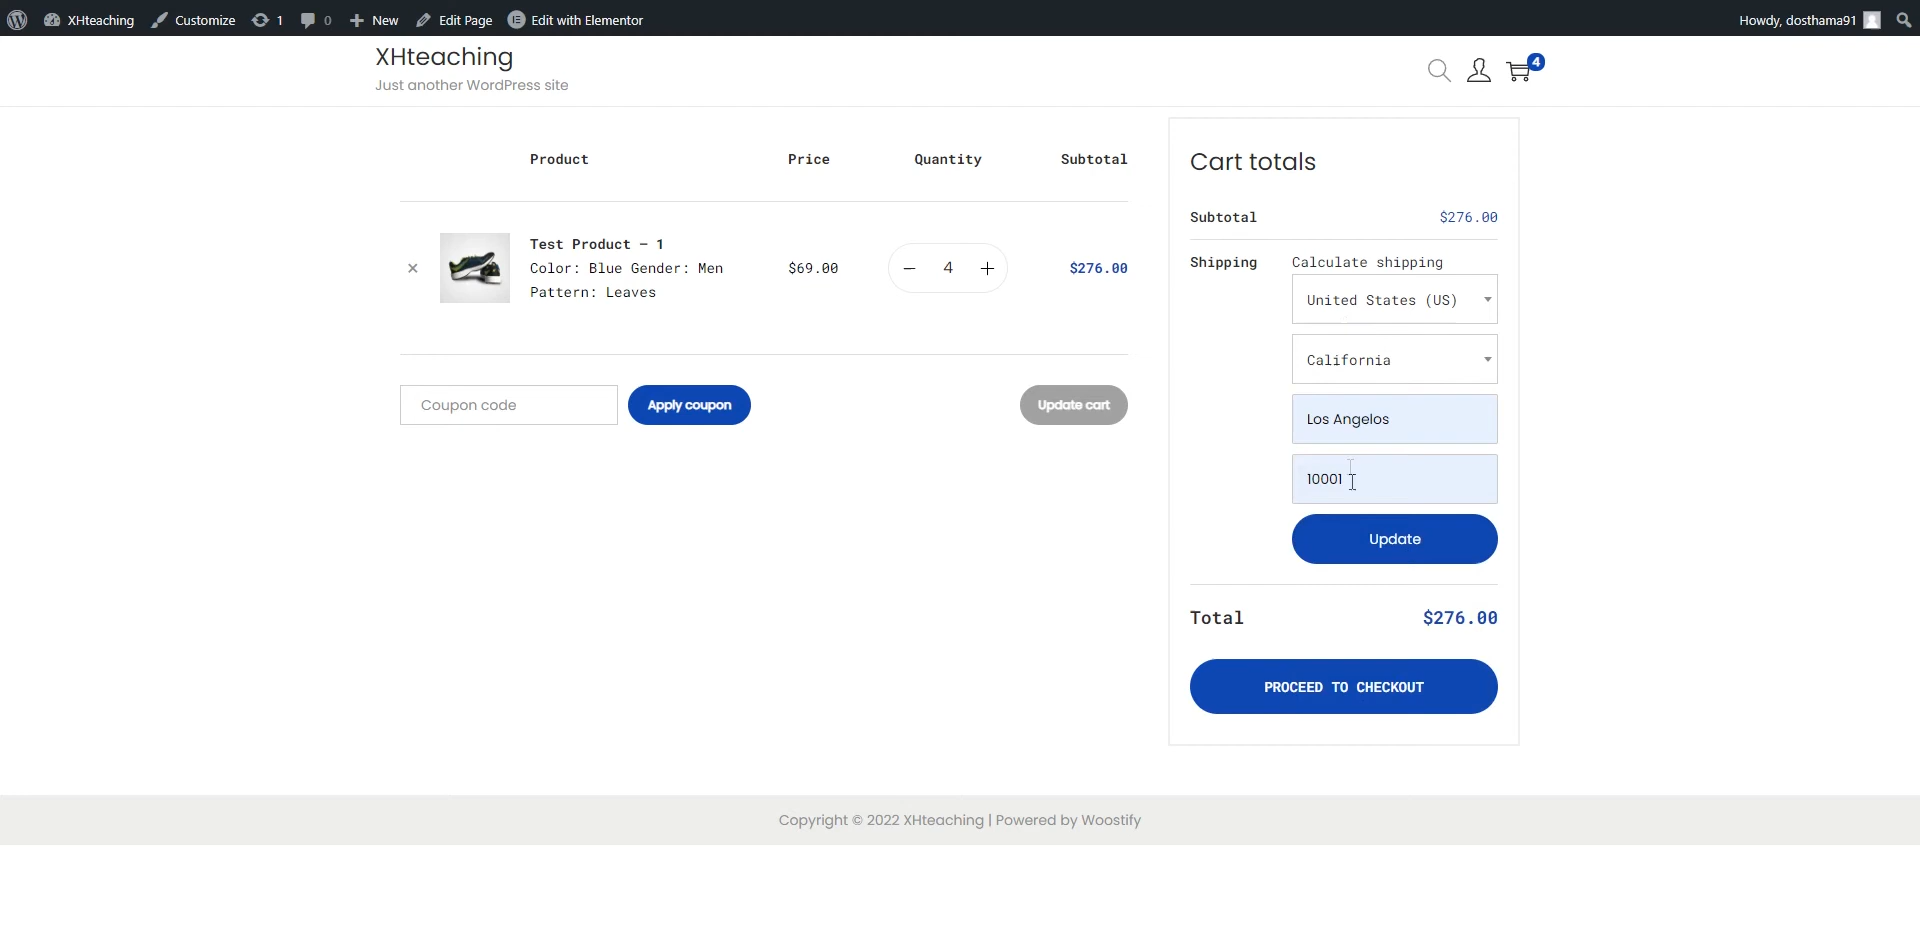 XHteaching Customize 1 0 New Edit Page Edit with Elementor Howdy, dosthama91
XHteaching
Just another WordPress site
4
Product Price Quantity Subtotal
Test Product – 1
Color: Blue Gender: Men
Pattern: Leaves
× $69.00 − 4 + $276.00
Coupon code Apply coupon Update cart
Cart totals
Subtotal $276.00
Shipping Calculate shipping
United States (US)
California
Los Angelos
10001
Update
Total $276.00
PROCEED TO CHECKOUT
Copyright © 2022 XHteaching | Powered by Woostify